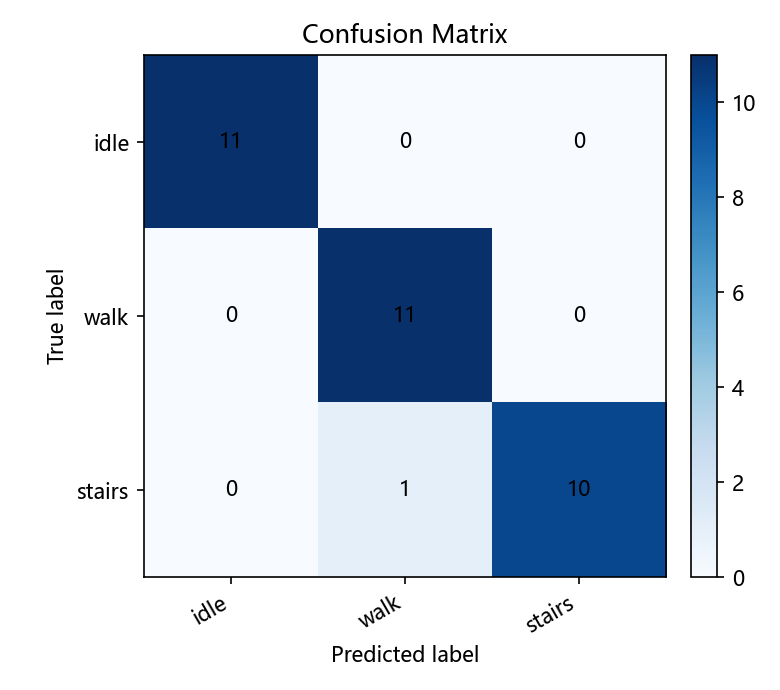 Confusion Matrix
idle
11
0
0
walk
0
11
0
stairs
0
1
10
True label
idle
walk
stairs
Predicted label
10
8
6
4
2
0